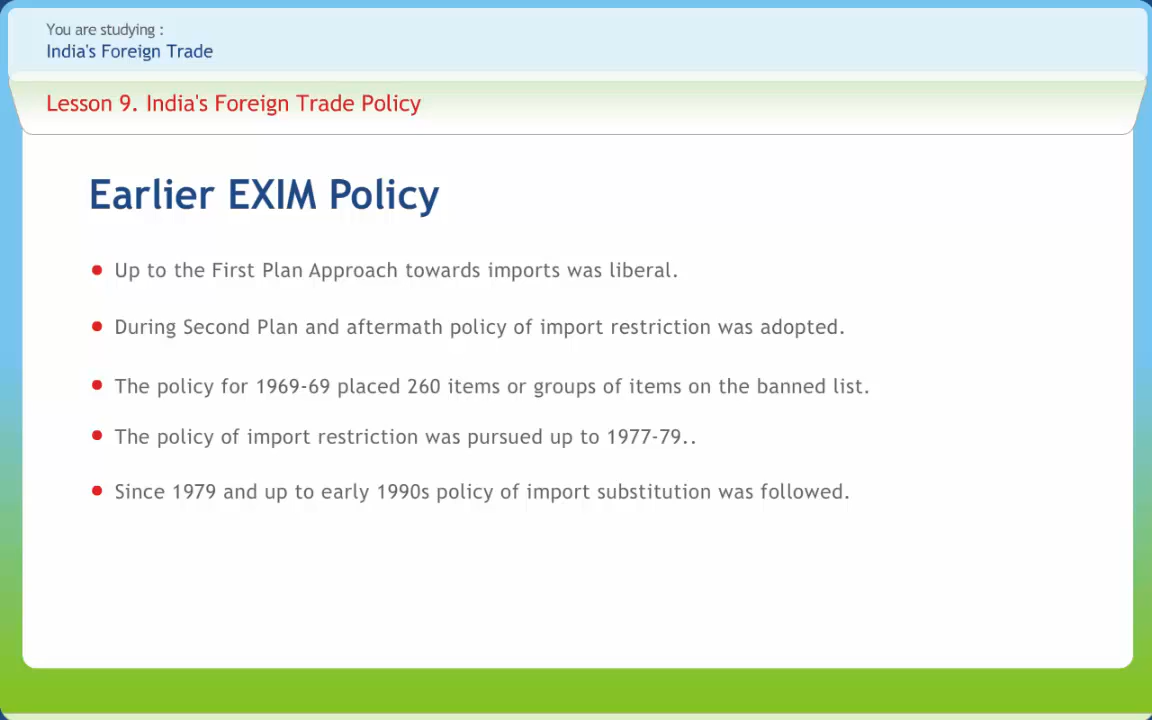 You are studying :
India's Foreign Trade
Lesson 9. India's Foreign Trade Policy
Earlier EXIM Policy
• Up to the First Plan Approach towards imports was liberal.
• During Second Plan and aftermath policy of import restriction was adopted.
• The policy for 1969-69 placed 260 items or groups of items on the banned list.
• The policy of import restriction was pursued up to 1977-79..
• Since 1979 and up to early 1990s policy of import substitution was followed.